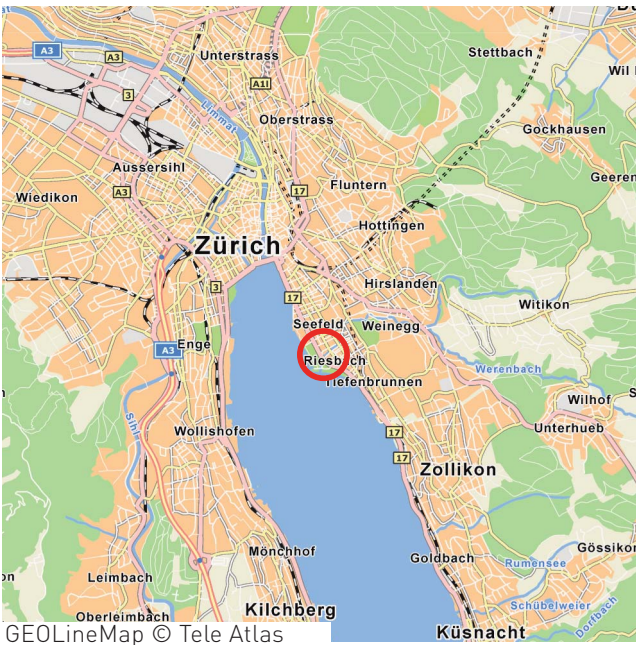 A3
A3
Unterstrass
Stettbach
Wil
3
A1l
Limmat
Oberstrass
Gockhausen
Aussersihl
Wiedikon
A3
17
Fluntern
Geeren
Hottingen
Zürich
3
17
Hirslanden
Witikon
Seefeld
Weinegg
A3
Enge
Riesbach
Werenbach
Tiefenbrunnen
Wilhof
Sihl
Wollishofen
17
Unterhueb
17
Zollikon
Mönchhof
Goldbach
Gössikon
Rumensee
Leimbach
Schübelweier
Kilchberg
Oberleimbach
Dorfbach
Küsnacht
GEOLineMap © Tele Atlas